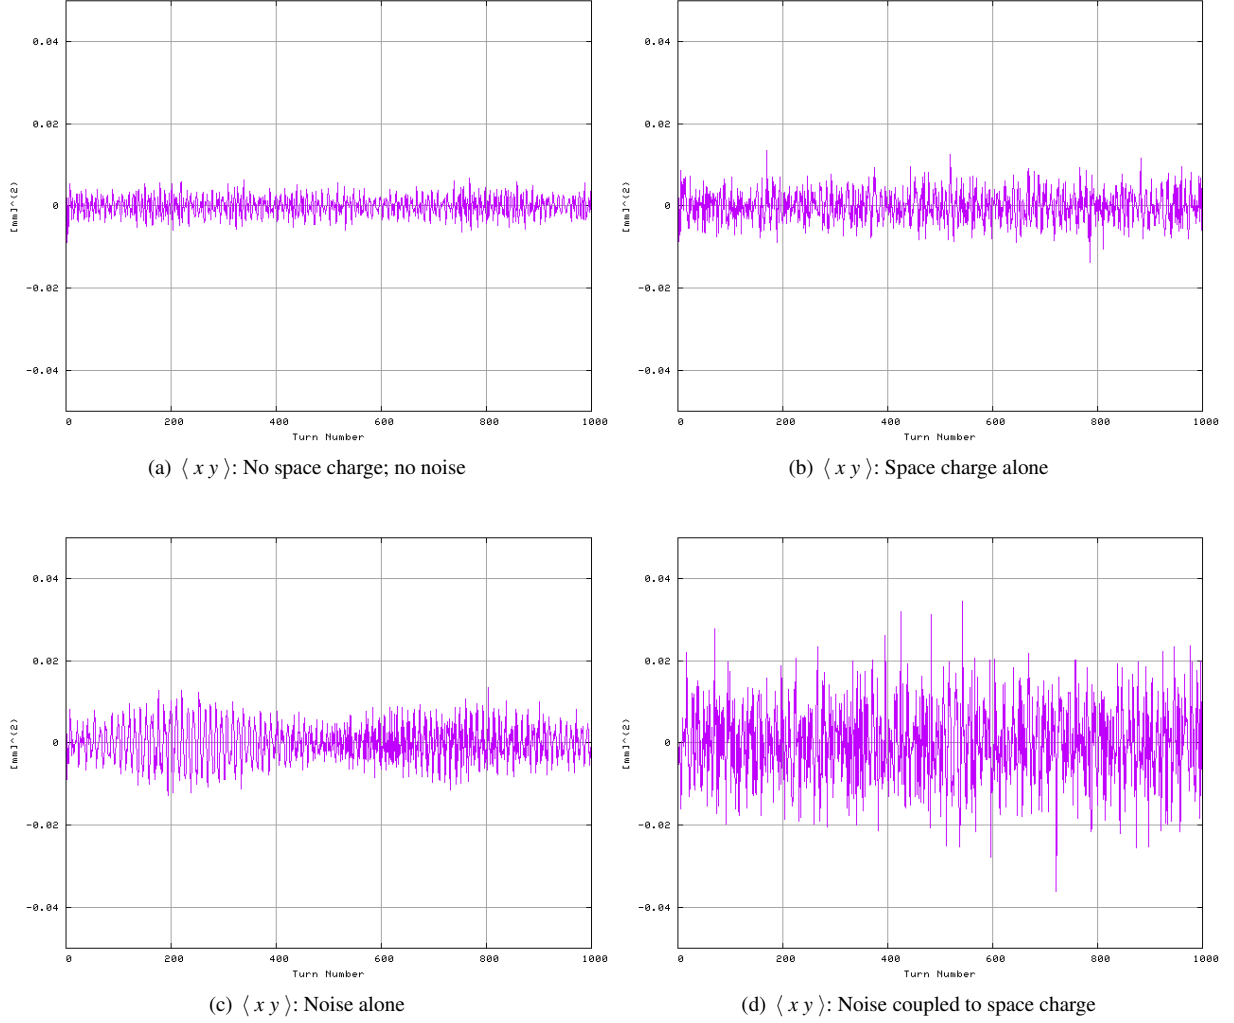 0.04
0.02
[mm]^(2)
0
-0.02
-0.04
0 200 400 600 800 1000
Turn Number
(a) ⟨ x y ⟩: No space charge; no noise
0.04
0.02
[mm]^(2)
0
-0.02
-0.04
0 200 400 600 800 1000
Turn Number
(b) ⟨ x y ⟩: Space charge alone
0.04
0.02
[mm]^(2)
0
-0.02
-0.04
0 200 400 600 800 1000
Turn Number
(c) ⟨ x y ⟩: Noise alone
0.04
0.02
[mm]^(2)
0
-0.02
-0.04
0 200 400 600 800 1000
Turn Number
(d) ⟨ x y ⟩: Noise coupled to space charge